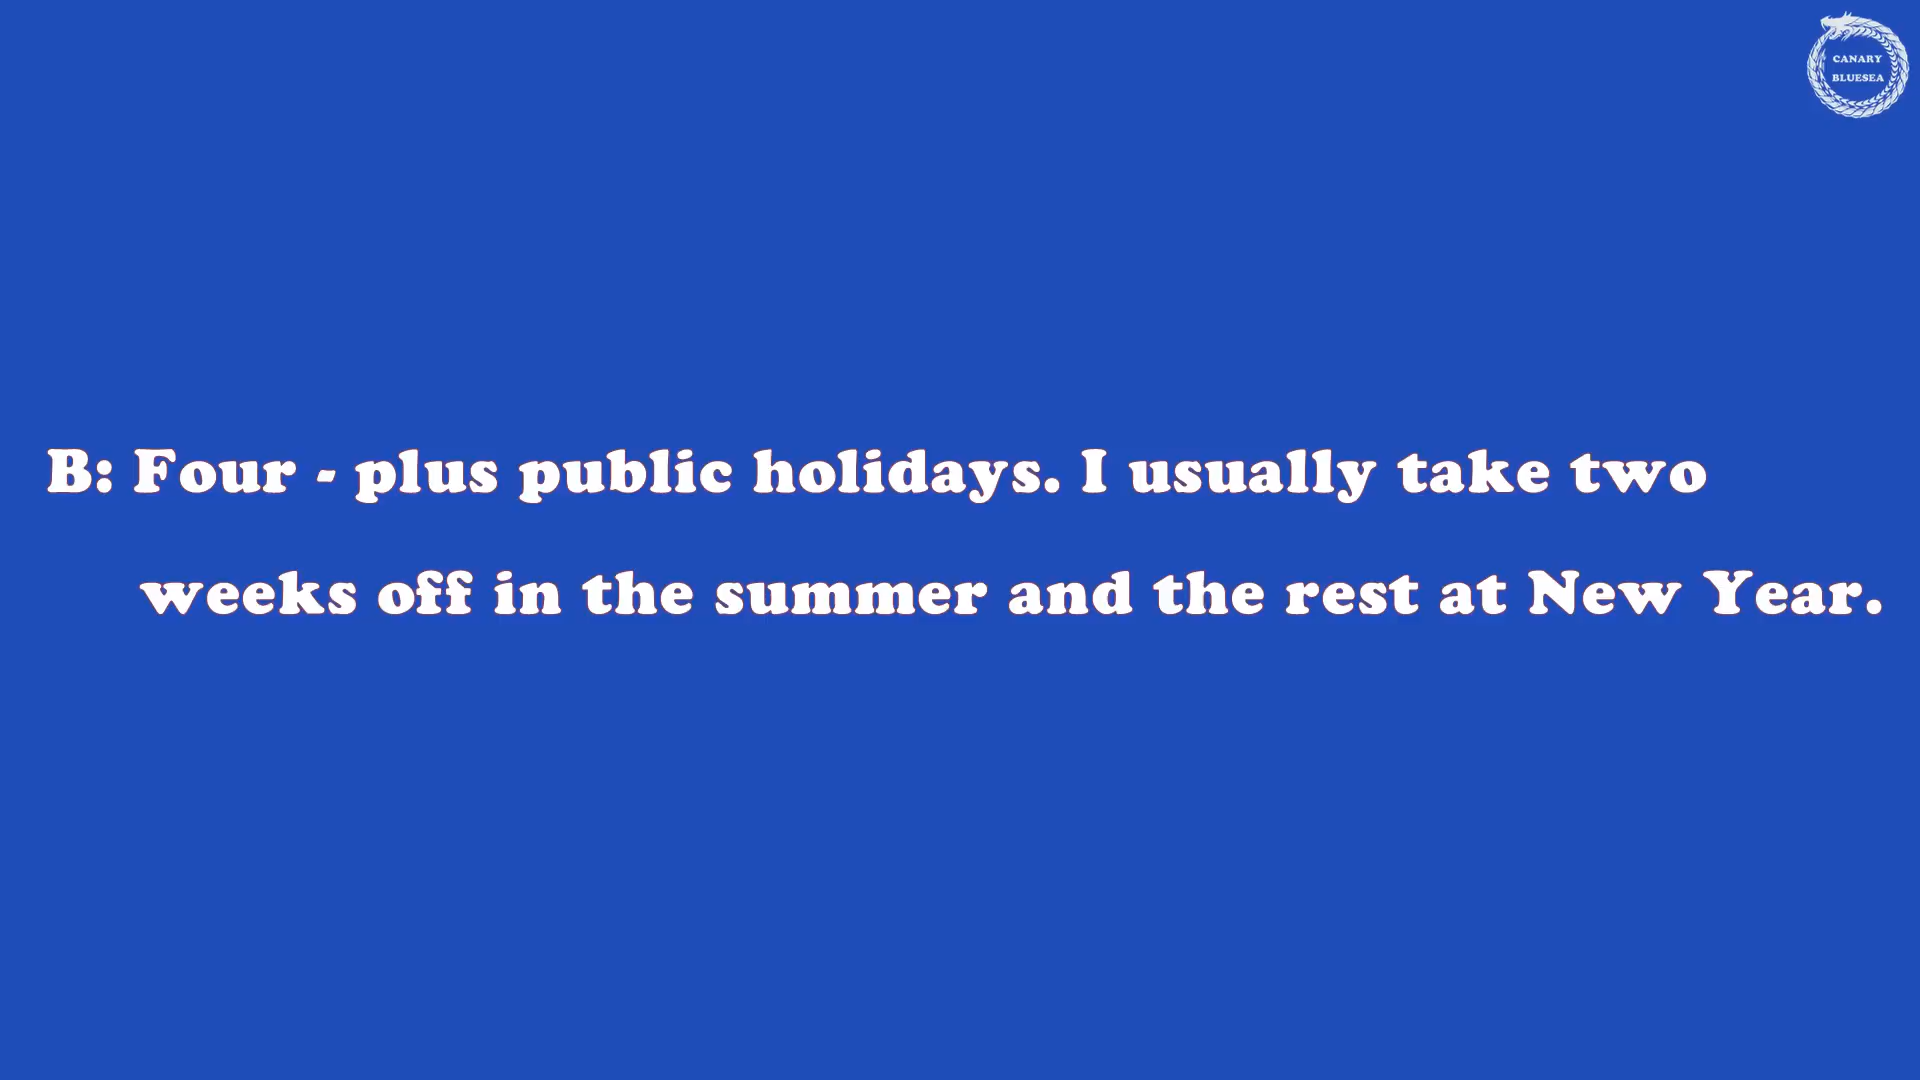 CANARY
BLUESEA
B: Four - plus public holidays. I usually take two
weeks off in the summer and the rest at New Year.